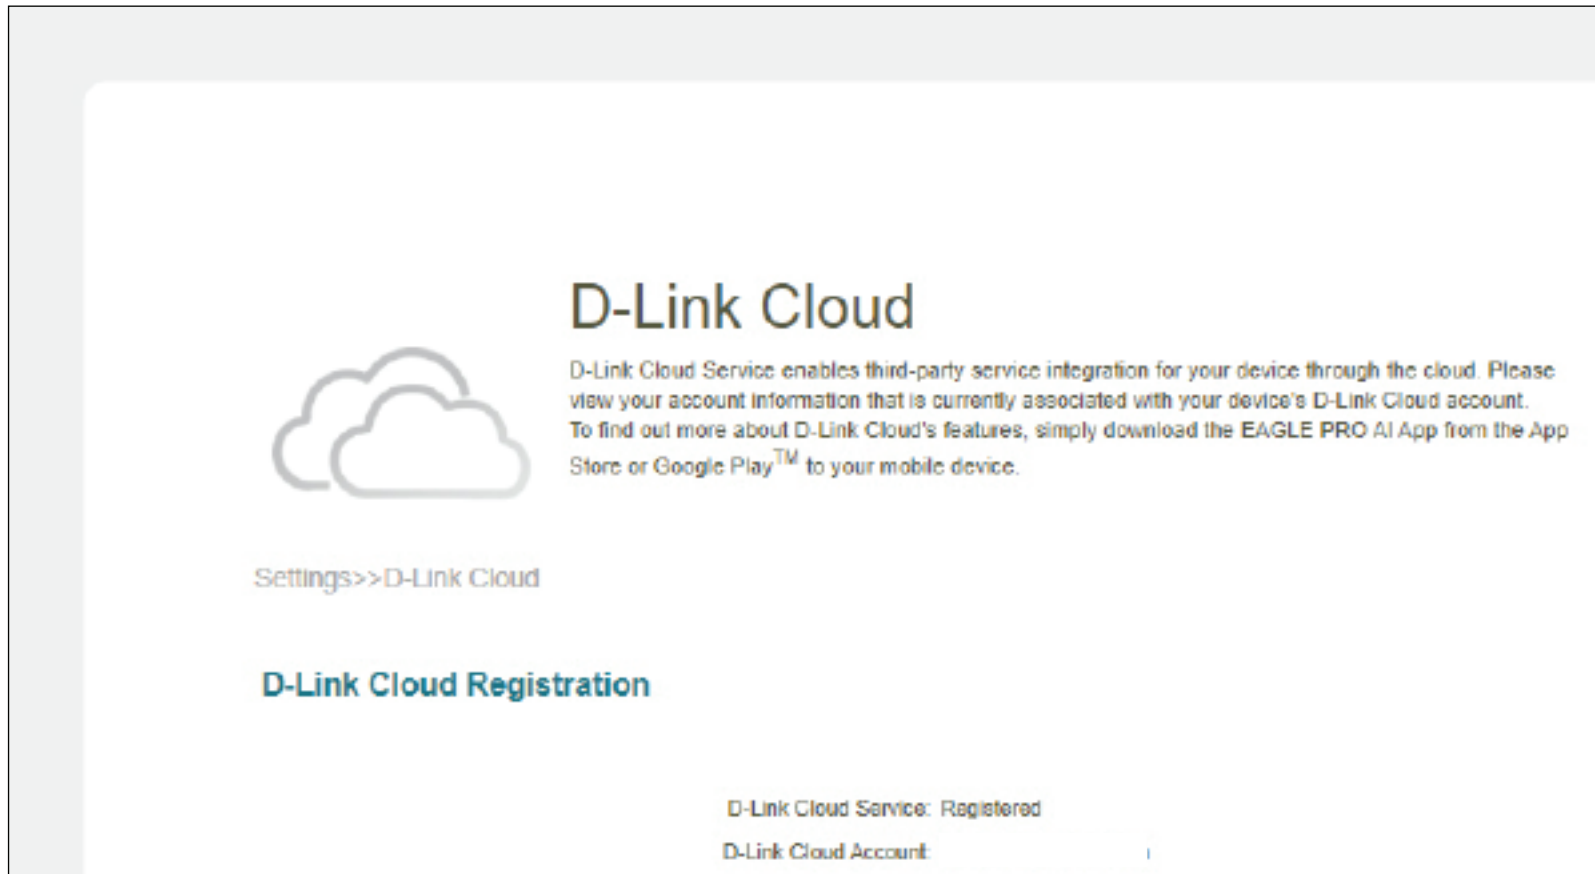 D-Link Cloud
D-Link Cloud Service enables third-party service integration for your device through the cloud. Please
view your account information that is currently associated with your device's D-Link Cloud account.
To find out more about D-Link Cloud's features, simply download the EAGLE PRO AI App from the App
Store or Google Play™ to your mobile device.
Settings>>D-Link Cloud
D-Link Cloud Registration
D-Link Cloud Service: Registered
D-Link Cloud Account: